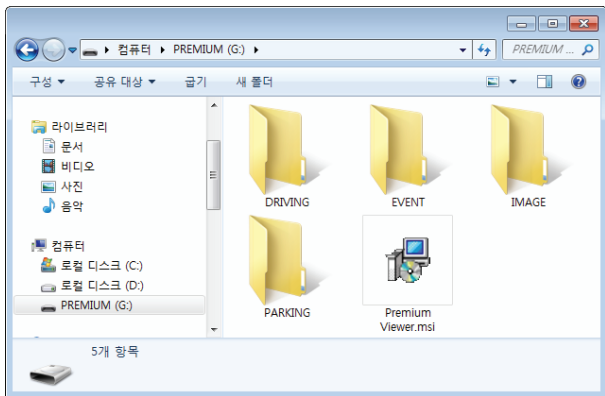 컴퓨터 PREMIUM (G:) PREMIUM ...
구성 공유 대상 굽기 새 폴더
라이브러리
문서
비디오
사진
음악
컴퓨터
로컬 디스크 (C:)
로컬 디스크 (D:)
PREMIUM (G:)
DRIVING EVENT IMAGE
PARKING Premium
Viewer.msi
5개 항목